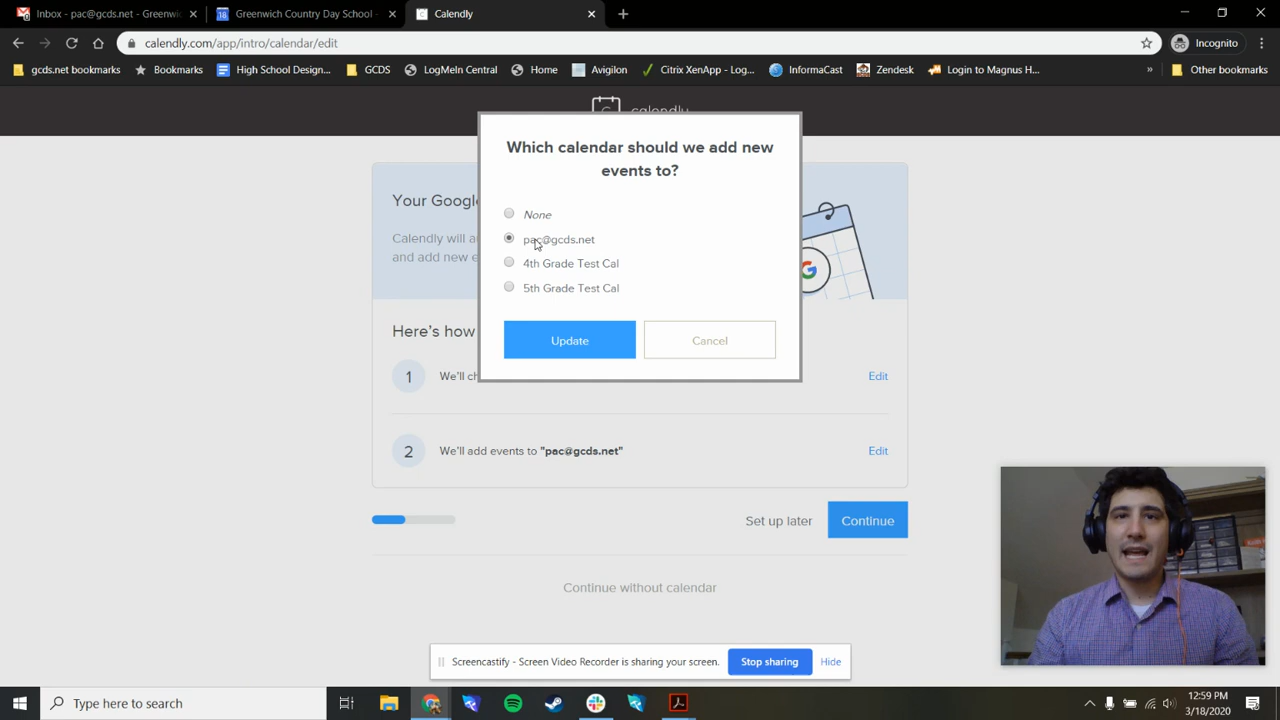 Inbox - pac@gcds.net - Greenwi
Greenwich Country Day School -
Calendly
calendly.com/app/intro/calendar/edit
Incognito
gcds.net bookmarks
Bookmarks
High School Design...
GCDS
LogMeIn Central
Home
Avigilon
Citrix XenApp - Log...
InformaCast
Zendesk
Login to Magnus H...
»
Other bookmarks
calendly
Which calendar should we add new
events to?
None
pac@gcds.net
4th Grade Test Cal
5th Grade Test Cal
Update
Cancel
Your Google
Calendly will a
and add new e
Here's how
1
We'll ch
Edit
2
We'll add events to "pac@gcds.net"
Edit
Set up later
Continue
Continue without calendar
Screencastify - Screen Video Recorder is sharing your screen.
Stop sharing
Hide
Type here to search
12:59 PM
3/18/2020